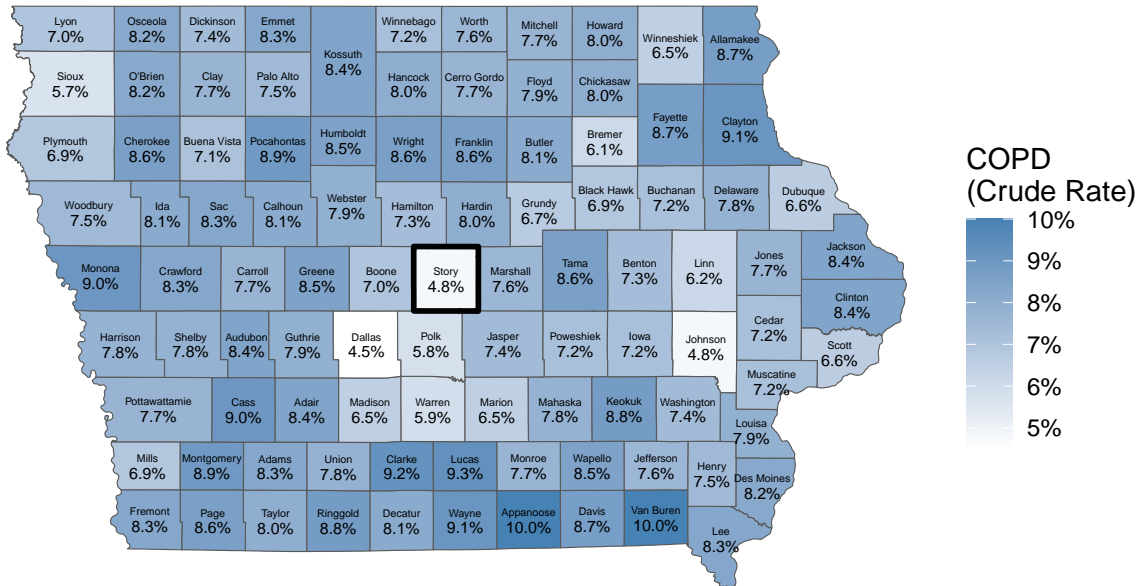 Lyon
7.0%
Osceola
8.2%
Dickinson
7.4%
Emmet
8.3%
Kossuth
8.4%
Winnebago
7.2%
Worth
7.6%
Mitchell
7.7%
Howard
8.0%
Winneshiek
6.5%
Allamakee
8.7%
Sioux
5.7%
O'Brien
8.2%
Clay
7.7%
Palo Alto
7.5%
Hancock
8.0%
Cerro Gordo
7.7%
Floyd
7.9%
Chickasaw
8.0%
Fayette
8.7%
Clayton
9.1%
Plymouth
6.9%
Cherokee
8.6%
Buena Vista
7.1%
Pocahontas
8.9%
Humboldt
8.5%
Wright
8.6%
Franklin
8.6%
Butler
8.1%
Bremer
6.1%
Woodbury
7.5%
Ida
8.1%
Sac
8.3%
Calhoun
8.1%
Webster
7.9%
Hamilton
7.3%
Hardin
8.0%
Grundy
6.7%
Black Hawk
6.9%
Buchanan
7.2%
Delaware
7.8%
Dubuque
6.6%
Monona
9.0%
Crawford
8.3%
Carroll
7.7%
Greene
8.5%
Boone
7.0%
Story
4.8%
Marshall
7.6%
Tama
8.6%
Benton
7.3%
Linn
6.2%
Jones
7.7%
Jackson
8.4%
Clinton
8.4%
Harrison
7.8%
Shelby
7.8%
Audubon
8.4%
Guthrie
7.9%
Dallas
4.5%
Polk
5.8%
Jasper
7.4%
Poweshiek
7.2%
Iowa
7.2%
Johnson
4.8%
Cedar
7.2%
Scott
6.6%
Muscatine
7.2%
Pottawattamie
7.7%
Cass
9.0%
Adair
8.4%
Madison
6.5%
Warren
5.9%
Marion
6.5%
Mahaska
7.8%
Keokuk
8.8%
Washington
7.4%
Louisa
7.9%
Mills
6.9%
Montgomery
8.9%
Adams
8.3%
Union
7.8%
Clarke
9.2%
Lucas
9.3%
Monroe
7.7%
Wapello
8.5%
Jefferson
7.6%
Henry
7.5%
Des Moines
8.2%
Fremont
8.3%
Page
8.6%
Taylor
8.0%
Ringgold
8.8%
Decatur
8.1%
Wayne
9.1%
Appanoose
10.0%
Davis
8.7%
Van Buren
10.0%
Lee
8.3%
COPD
(Crude Rate)
10%
9%
8%
7%
6%
5%